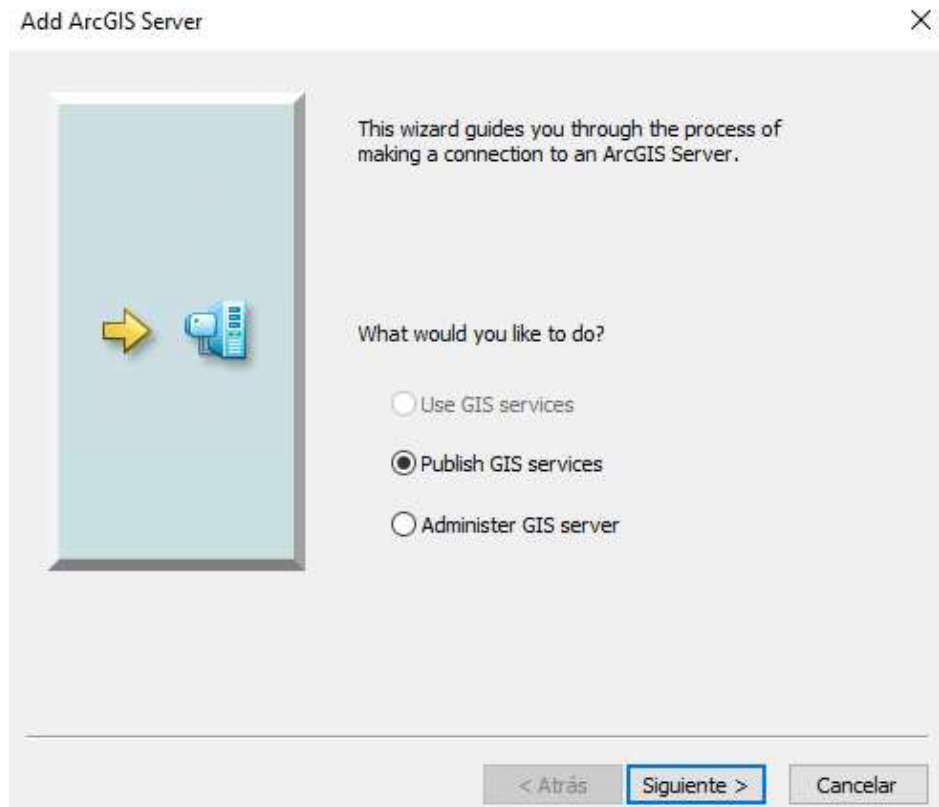 Add ArcGIS Server
This wizard guides you through the process of
making a connection to an ArcGIS Server.
What would you like to do?
Use GIS services
Publish GIS services
Administer GIS server
< Atrás
Siguiente >
Cancelar